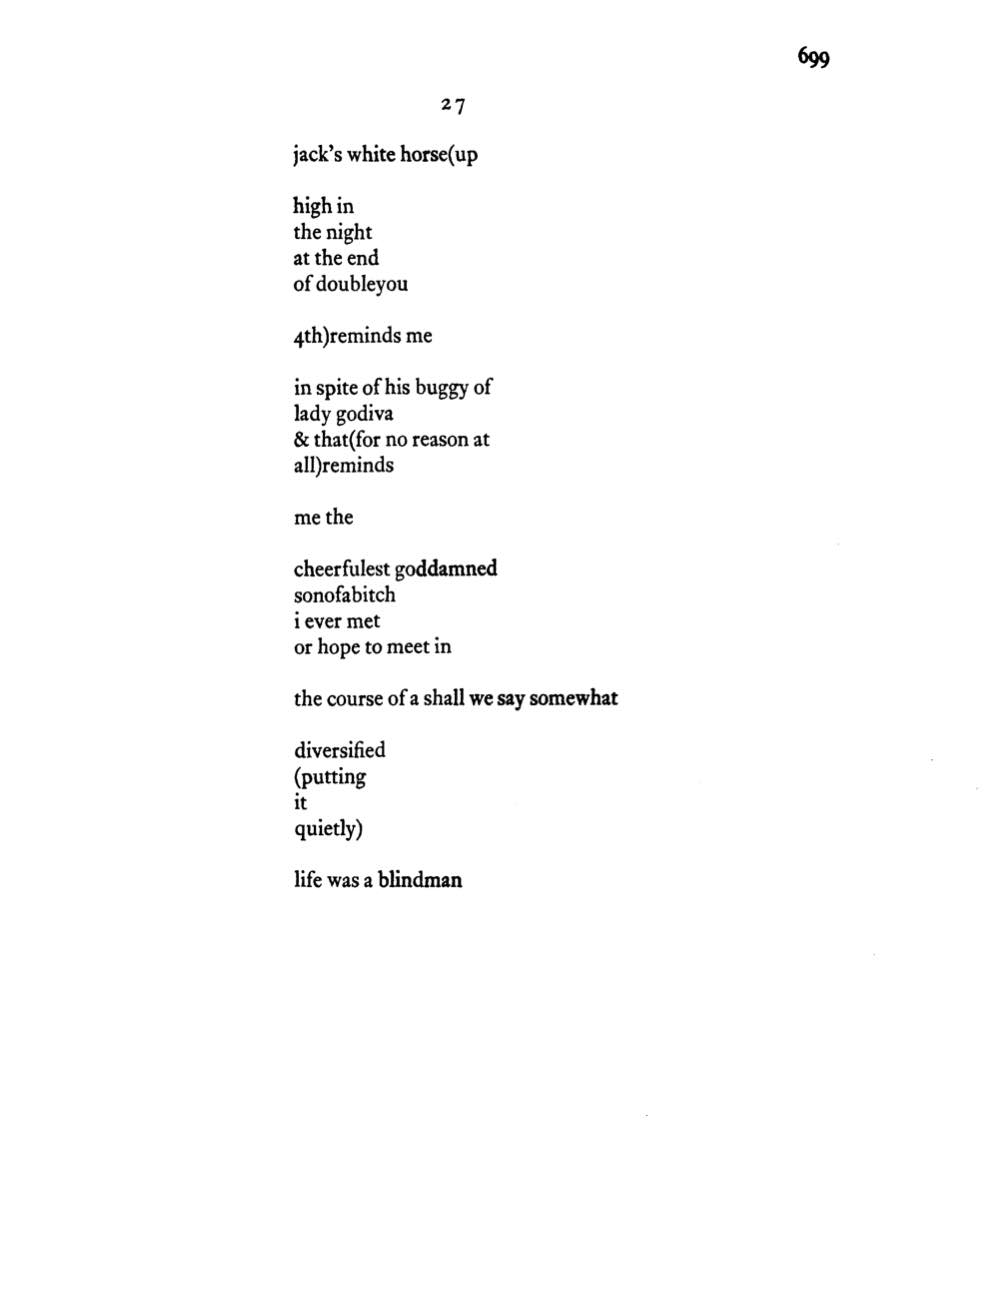 699
27
jack's white horse(up
high in
the night
at the end
of doubleyou
4th)reminds me
in spite of his buggy of
lady godiva
& that(for no reason at
all)reminds
me the
cheerfulest goddamned
sonofabitch
i ever met
or hope to meet in
the course of a shall we say somewhat
diversified
(putting
it
quietly)
life was a blindman